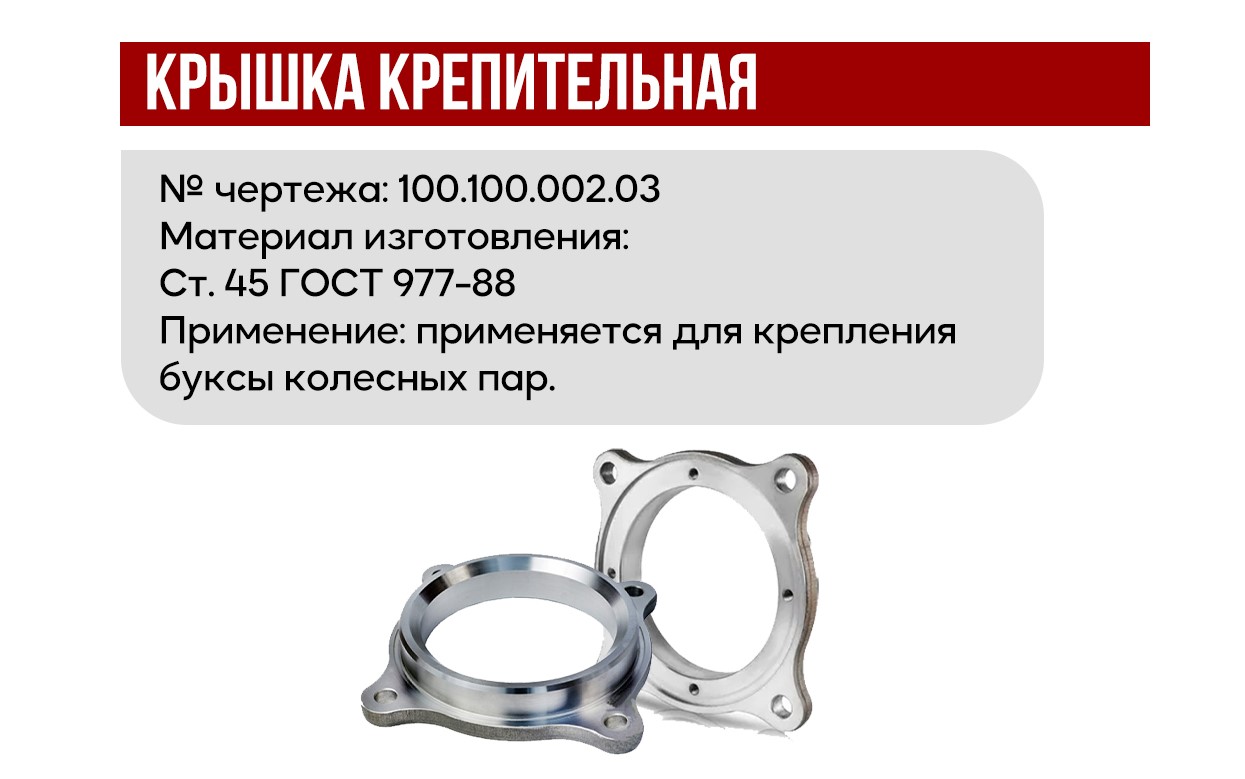 КРЫШКА КРЕПИТЕЛЬНАЯ
№ чертежа: 100.100.002.03
Материал изготовления:
Ст. 45 ГОСТ 977-88
Применение: применяется для крепления
буксы колесных пар.